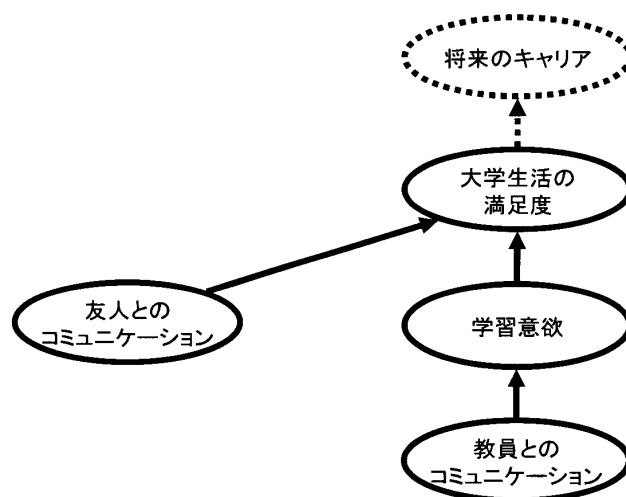 将来のキャリア
大学生活の
満足度
友人との
コミュニケーション
学習意欲
教員との
コミュニケーション